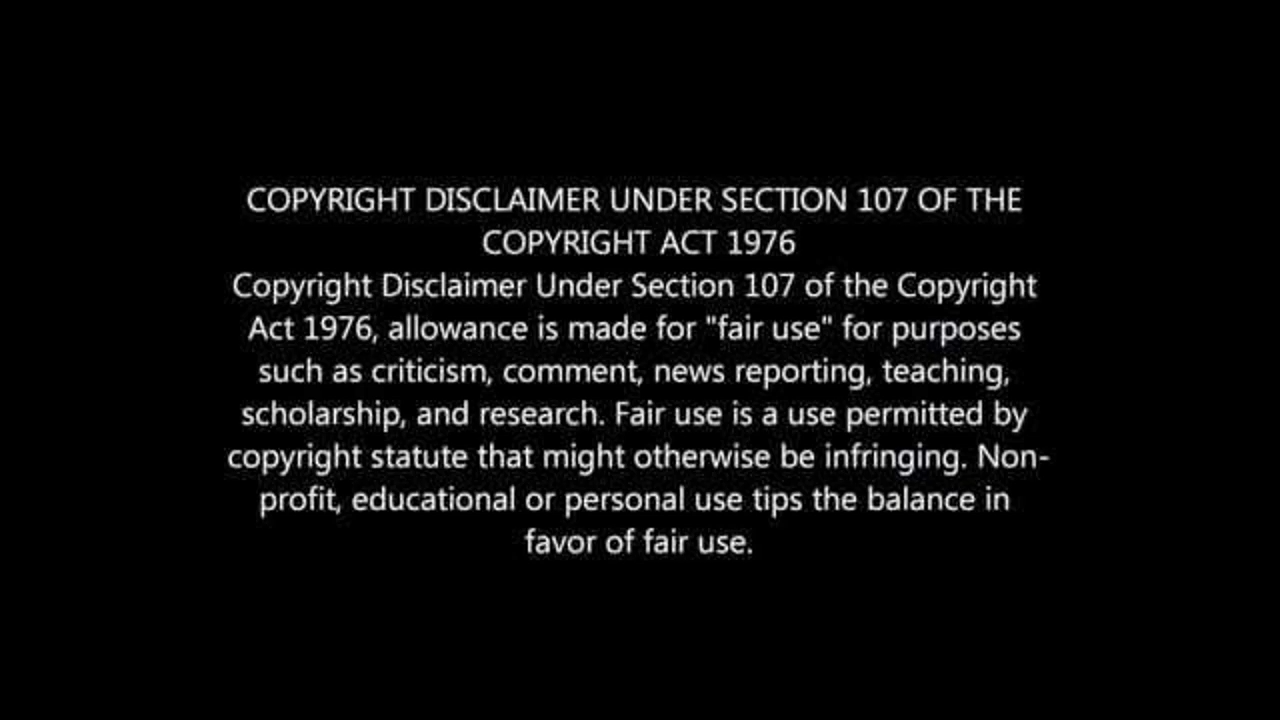 COPYRIGHT DISCLAIMER UNDER SECTION 107 OF THE
COPYRIGHT ACT 1976
Copyright Disclaimer Under Section 107 of the Copyright
Act 1976, allowance is made for "fair use" for purposes
such as criticism, comment, news reporting, teaching,
scholarship, and research. Fair use is a use permitted by
copyright statute that might otherwise be infringing. Non-
profit, educational or personal use tips the balance in
favor of fair use.